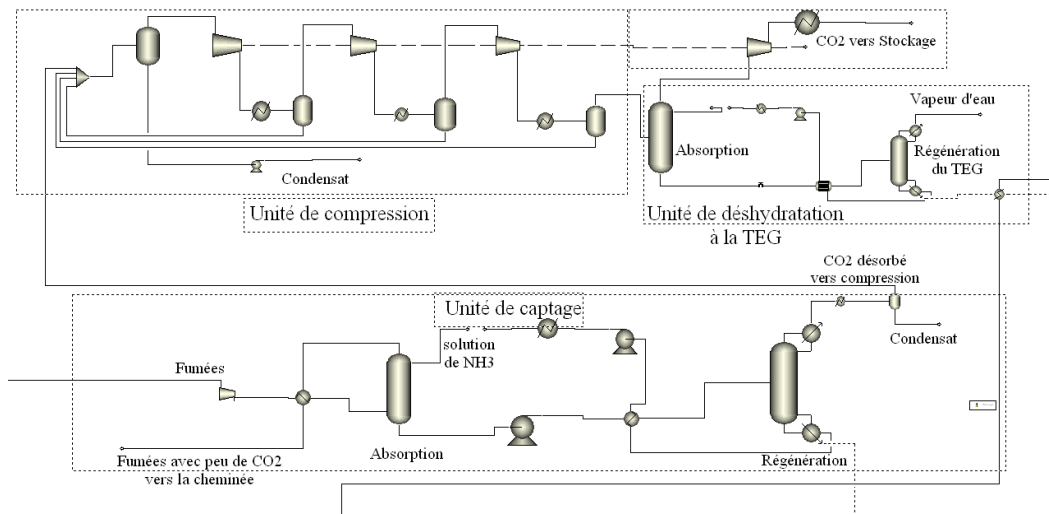 CO2 vers Stockage
Vapeur d'eau
Absorption
Régénération
du TEG
Condensat
Unité de compression
Unité de déshydratation
à la TEG
CO2 désorbé
vers compression
Unité de captage
solution
de NH3
Condensat
Fumées
Absorption
Régénération
Fumées avec peu de CO2
vers la cheminée